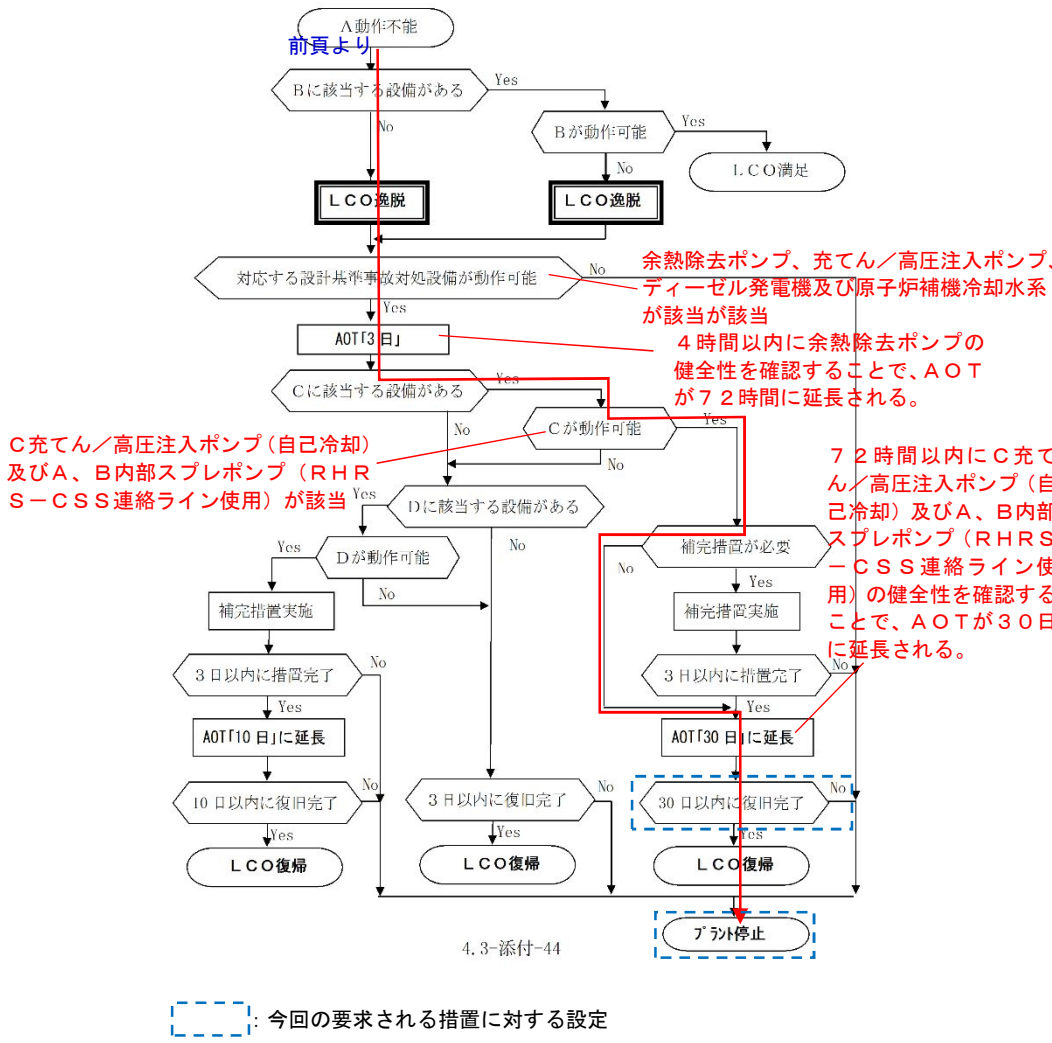 A動作不能
前頁より
Bに該当する設備がある
Yes
No
Bが動作可能
Yes
No
LCO満足
LCO逸脱
LCO逸脱
対応する設計基準事故対処設備が動作可能
No
Yes
余熱除去ポンプ、充てん／高圧注入ポンプ、
ディーゼル発電機及び原子炉補機冷却水系
が該当が該当
AOT「3日」
４時間以内に余熱除去ポンプの
健全性を確認することで、ＡＯＴ
が７２時間に延長される。
Cに該当する設備がある
Yes
No
Cが動作可能
Yes
No
Ｃ充てん／高圧注入ポンプ（自己冷却）
及びＡ、Ｂ内部スプレポンプ（ＲＨＲ
Ｓ－ＣＳＳ連絡ライン使用）が該当
７２時間以内にＣ充て
ん／高圧注入ポンプ（自
己冷却）及びＡ、Ｂ内部
スプレポンプ（ＲＨＲＳ
－ＣＳＳ連絡ライン使
用）の健全性を確認する
ことで、ＡＯＴが３０日
に延長される。
Dに該当する設備がある
Yes
No
Dが動作可能
Yes
No
補完措置が必要
No
Yes
補完措置実施
補完措置実施
3日以内に措置完了
No
Yes
3日以内に措置完了
No
Yes
AOT「10日」に延長
AOT「30日」に延長
10日以内に復旧完了
No
Yes
3日以内に復旧完了
No
Yes
30日以内に復旧完了
No
Yes
LCO復帰
LCO復帰
LCO復帰
プラント停止
4.3-添付-44
：今回の要求される措置に対する設定